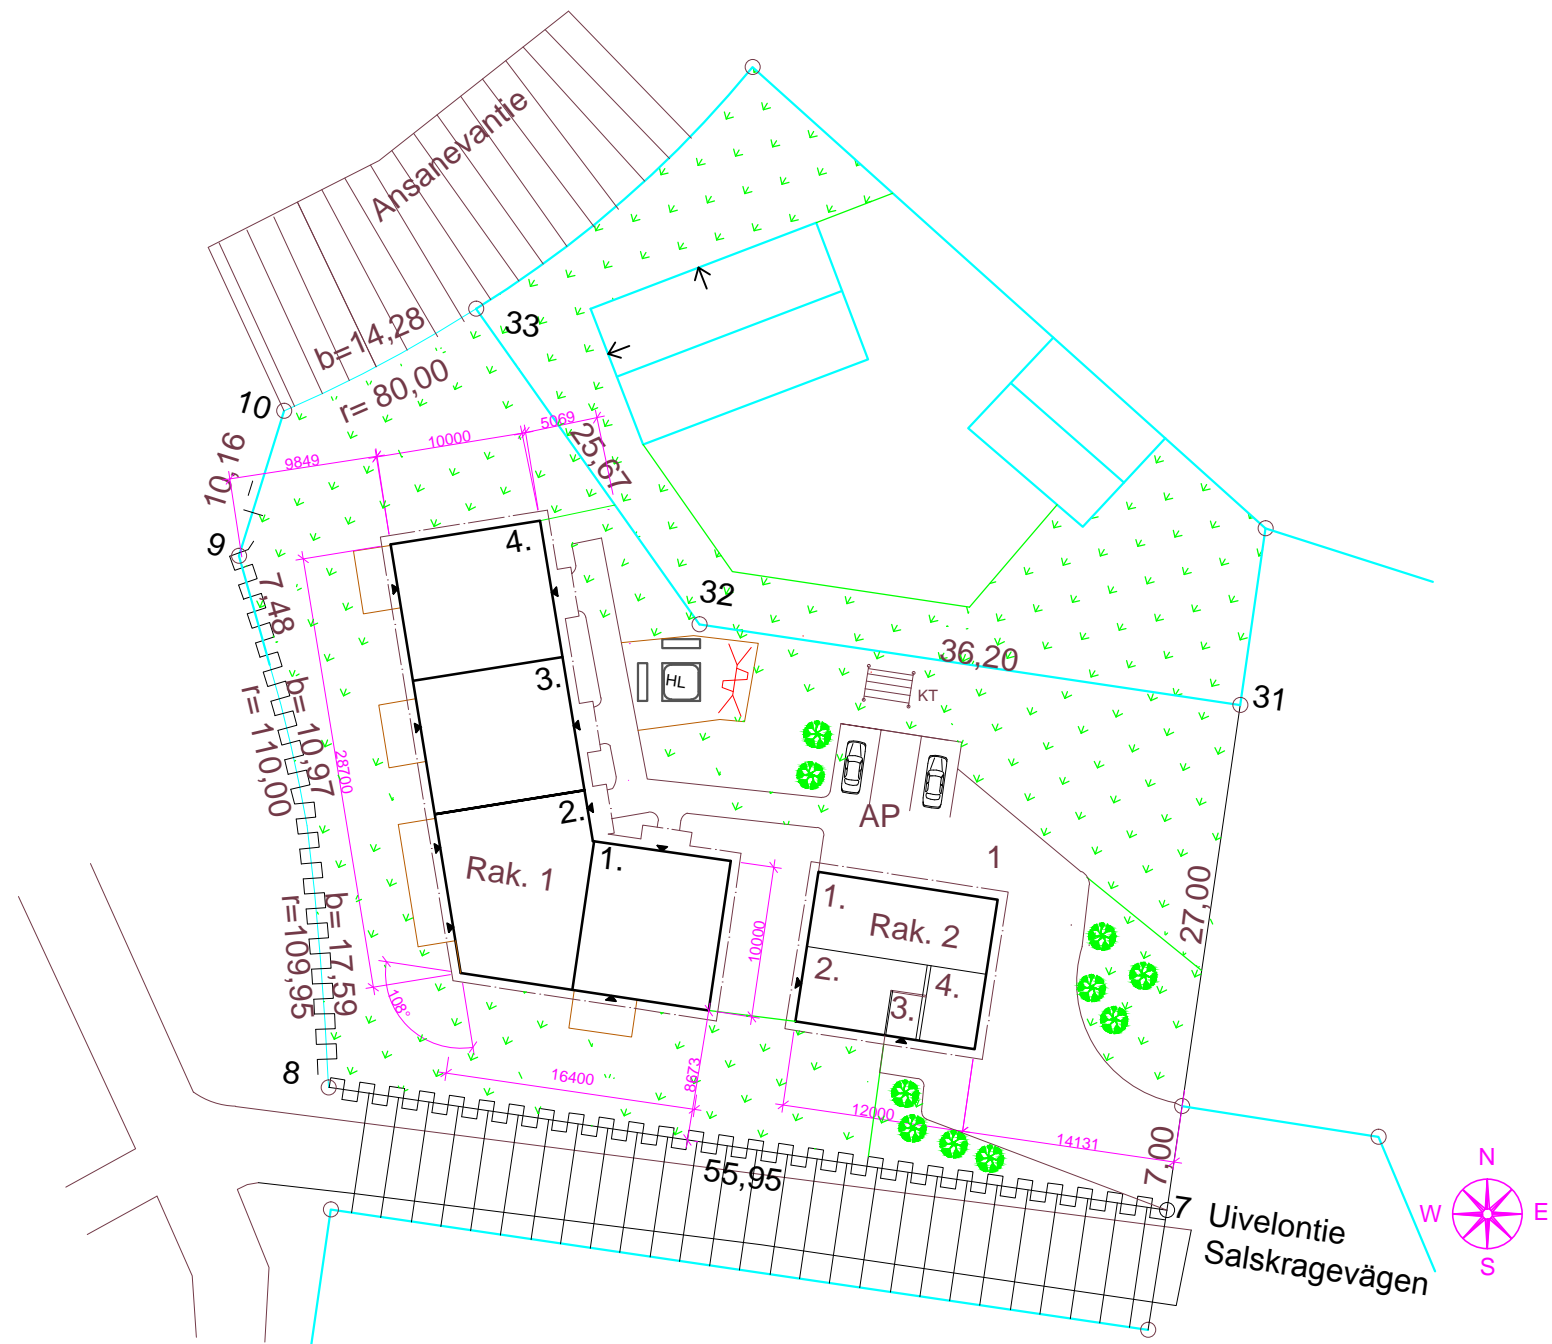 Ansanevantie
b=14,28
r= 80,00
33
10
10,16
9849
10000
5069
25,67
9
7,48
4.
32
36,20
31
3.
HL
KT
b= 10,97
r= 110,00
28700
2.
AP
1.
Rak. 1
1
1.
Rak. 2
27,00
10000
2.
4.
3.
b= 17,59
r=109,95
108°
8
16400
8673
12000
14131
7,00
55,95
7
Uivelontie
Salskragevägen
N
W
E
S